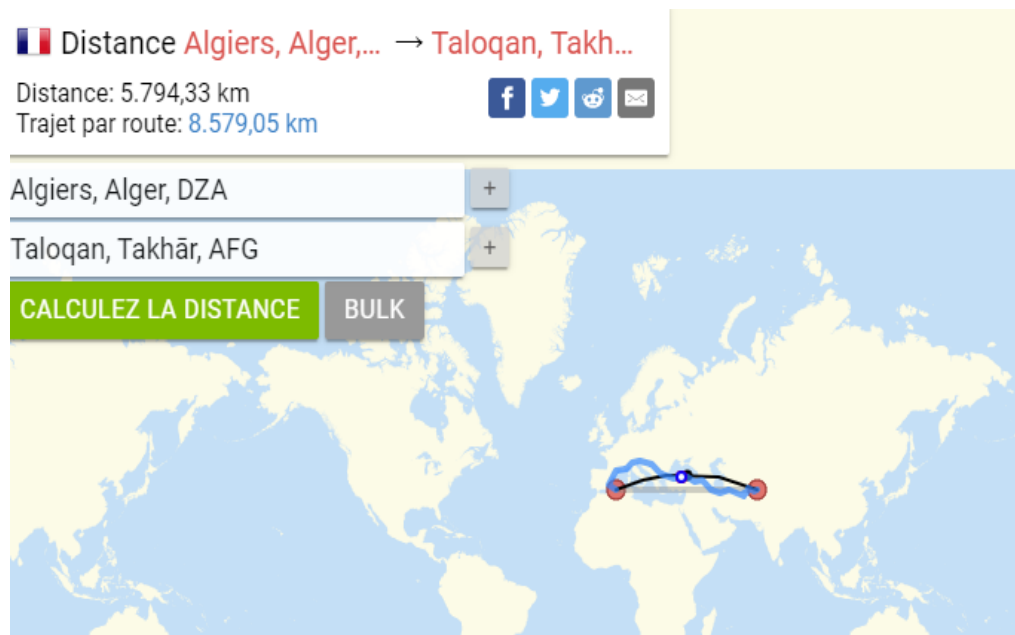 Distance Algiers, Alger,... → Taloqan, Takh...
Distance: 5.794,33 km
Trajet par route: 8.579,05 km
Algiers, Alger, DZA
+
Taloqan, Takhār, AFG
+
CALCULEZ LA DISTANCE
BULK